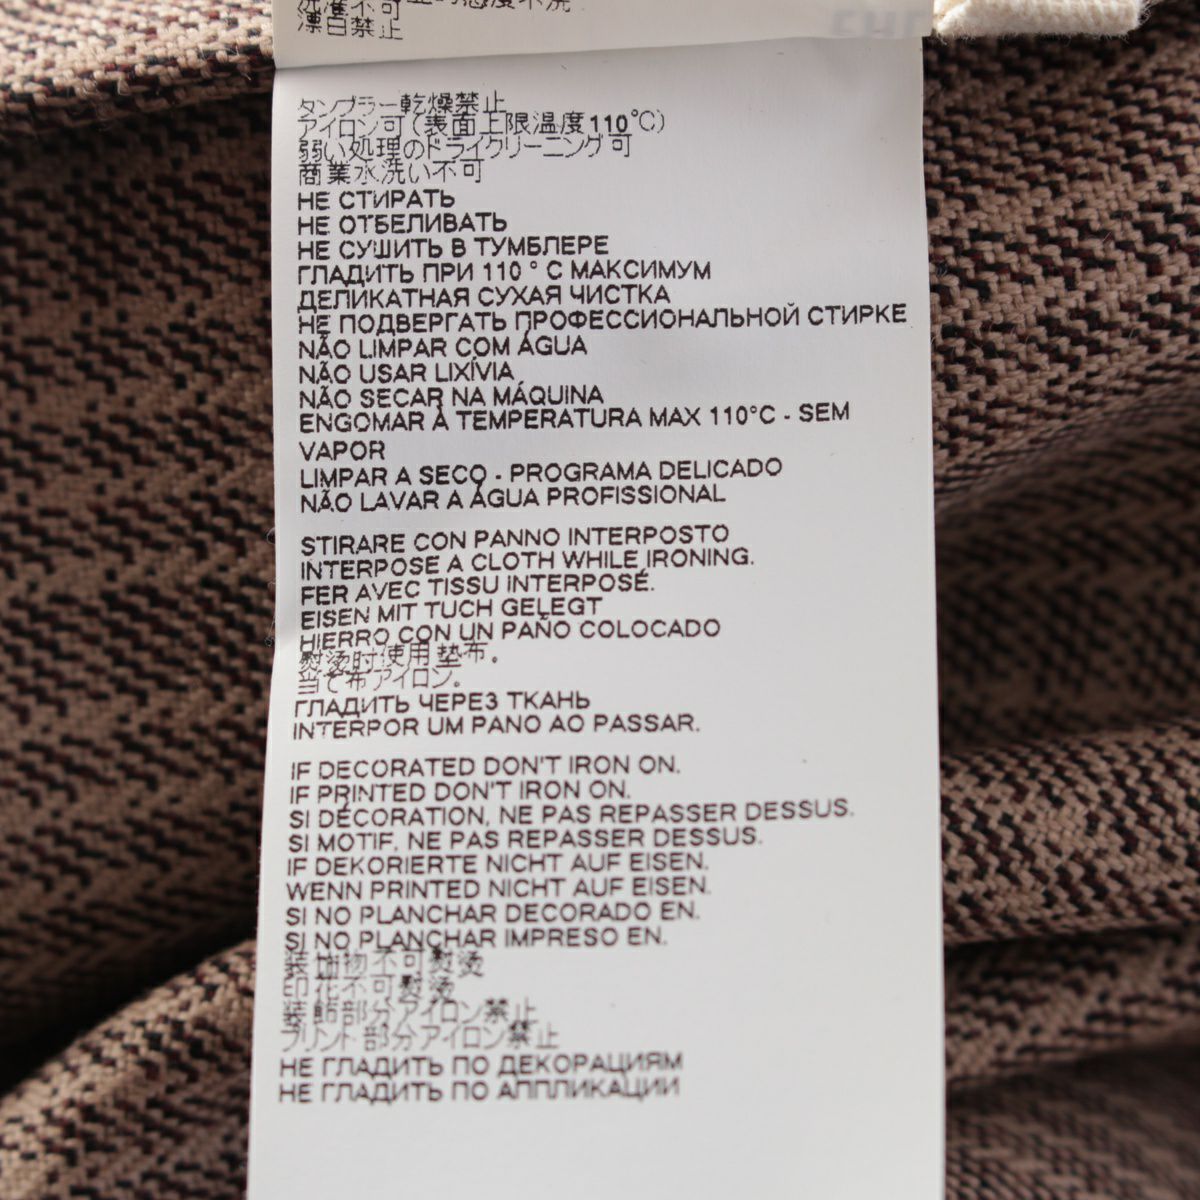 洗濯不可
漂白禁止
タンブラー乾燥禁止
アイロン可(表面上限温度110℃)
弱い処理のドライクリーニング可
商業水洗い不可
НЕ СТИРАТЬ
НЕ ОТБЕЛИВАТЬ
НЕ СУШИТЬ В ТУМБЛЕРЕ
ГЛАДИТЬ ПРИ 110 ° С МАКСИМУМ
ДЕЛИКАТНАЯ СУХАЯ ЧИСТКА
НЕ ПОДВЕРГАТЬ ПРОФЕССИОНАЛЬНОЙ СТИРКЕ
NÃO LIMPAR COM ÁGUA
NÃO USAR LIXÍVIA
NÃO SECAR NA MÁQUINA
ENGOMAR À TEMPERATURA MAX 110°C - SEM
VAPOR
LIMPAR A SECO - PROGRAMA DELICADO
NÃO LAVAR A ÁGUA PROFISSIONAL
STIRARE CON PANNO INTERPOSTO
INTERPOSE A CLOTH WHILE IRONING.
FER AVEC TISSU INTERPOSÉ.
EISEN MIT TUCH GELEGT
HIERRO CON UN PAÑO COLOCADO
熨烫时使用垫布。
当て布アイロン。
ГЛАДИТЬ ЧЕРЕЗ ТКАНЬ
INTERPOR UM PANO AO PASSAR.
IF DECORATED DON'T IRON ON.
IF PRINTED DON'T IRON ON.
SI DÉCORATION, NE PAS REPASSER DESSUS.
SI MOTIF, NE PAS REPASSER DESSUS.
IF DEKORIERTE NICHT AUF EISEN.
WENN PRINTED NICHT AUF EISEN.
SI NO PLANCHAR DECORADO EN.
SI NO PLANCHAR IMPRESO EN.
装饰物不可熨烫
印花不可熨烫
装飾部分アイロン禁止
プリント部分アイロン禁止
НЕ ГЛАДИТЬ ПО ДЕКОРАЦИЯМ
НЕ ГЛАДИТЬ ПО АППЛИКАЦИИ